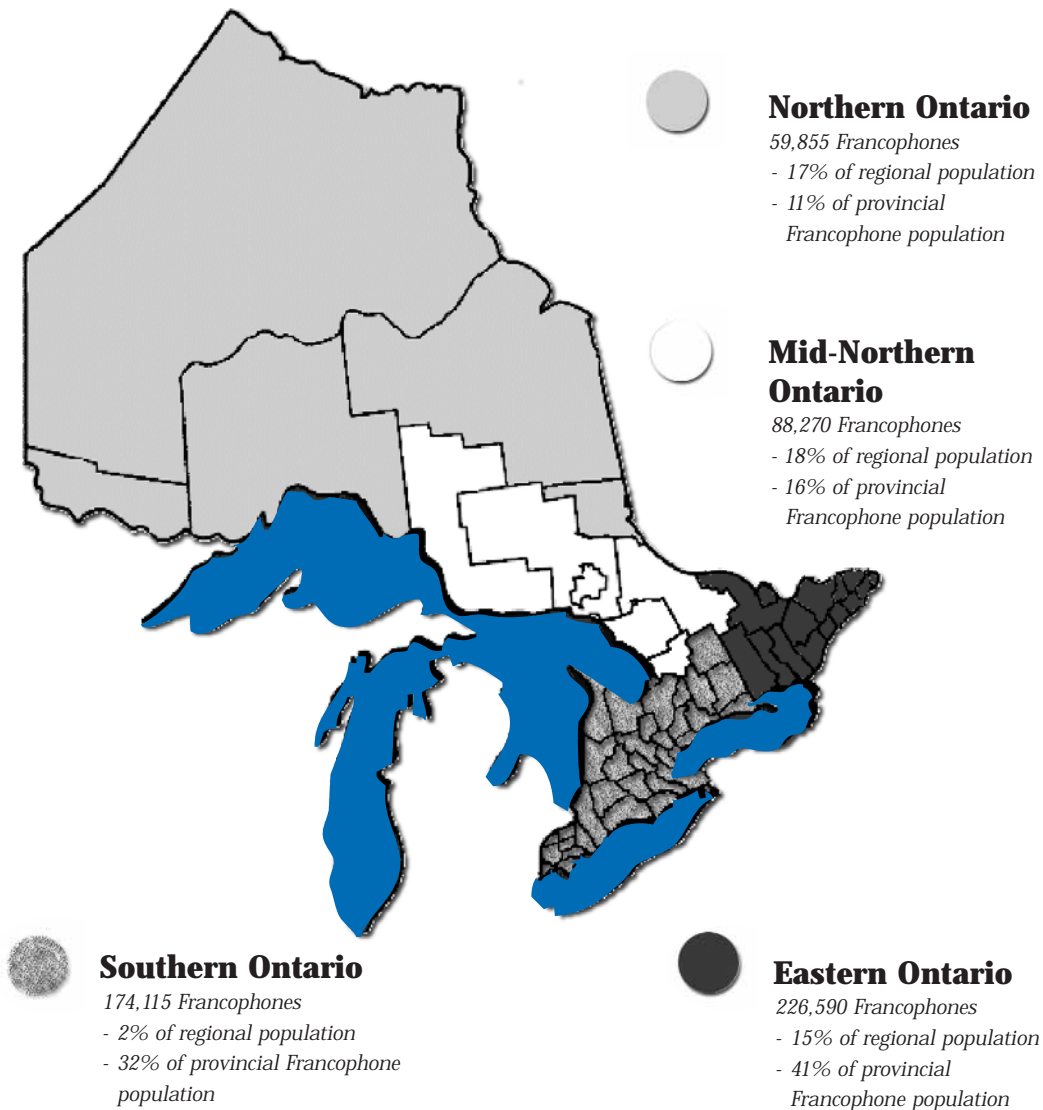 Northern Ontario
59,855 Francophones
- 17% of regional population
- 11% of provincial
Francophone population
Mid-Northern
Ontario
88,270 Francophones
- 18% of regional population
- 16% of provincial
Francophone population
Southern Ontario
174,115 Francophones
- 2% of regional population
- 32% of provincial Francophone
population
Eastern Ontario
226,590 Francophones
- 15% of regional population
- 41% of provincial
Francophone population